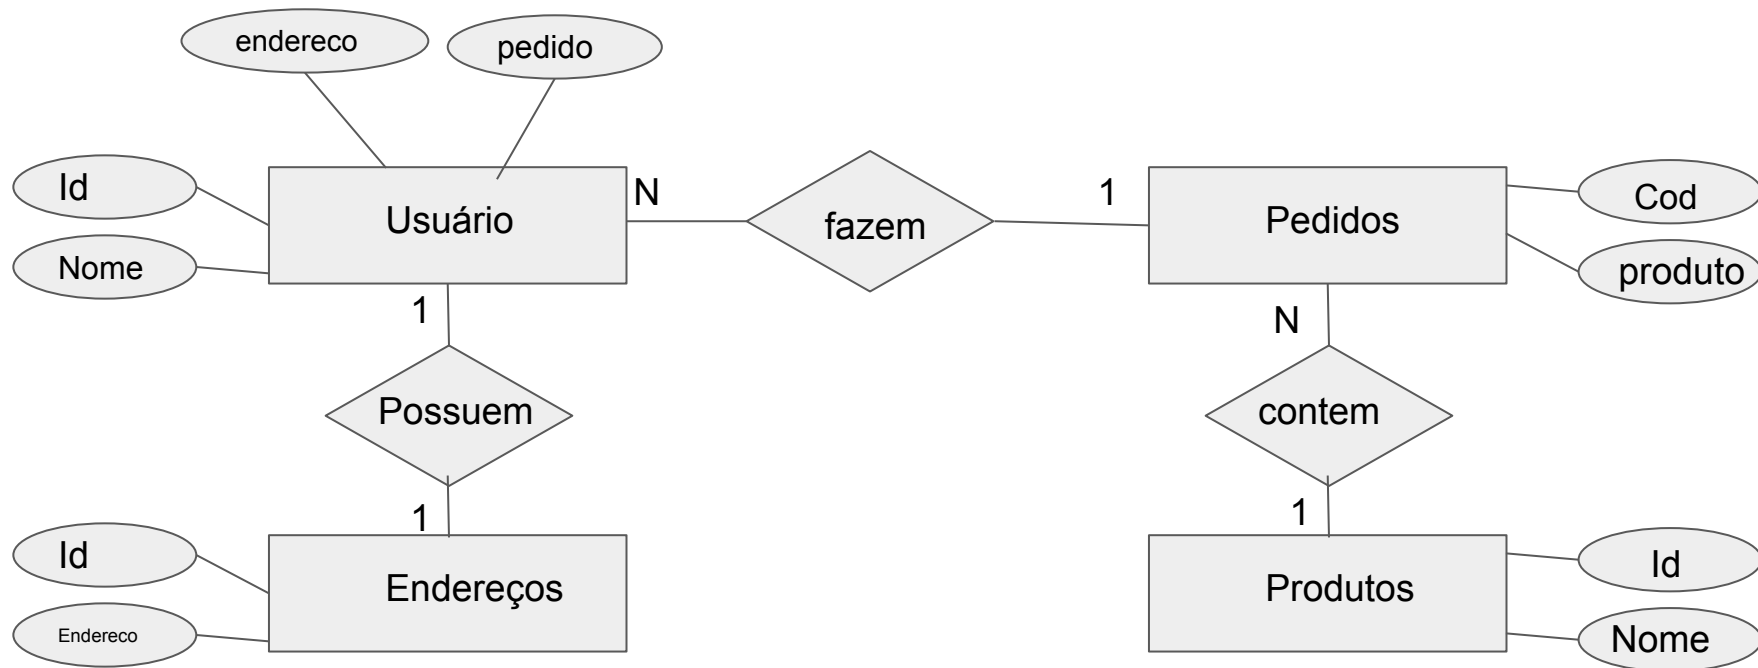 endereco
pedido
Id
Nome
Usuário
N
fazem
1
Pedidos
Cod
produto
1
Possuem
1
N
contem
1
Id
Endereco
Endereços
Produtos
Id
Nome